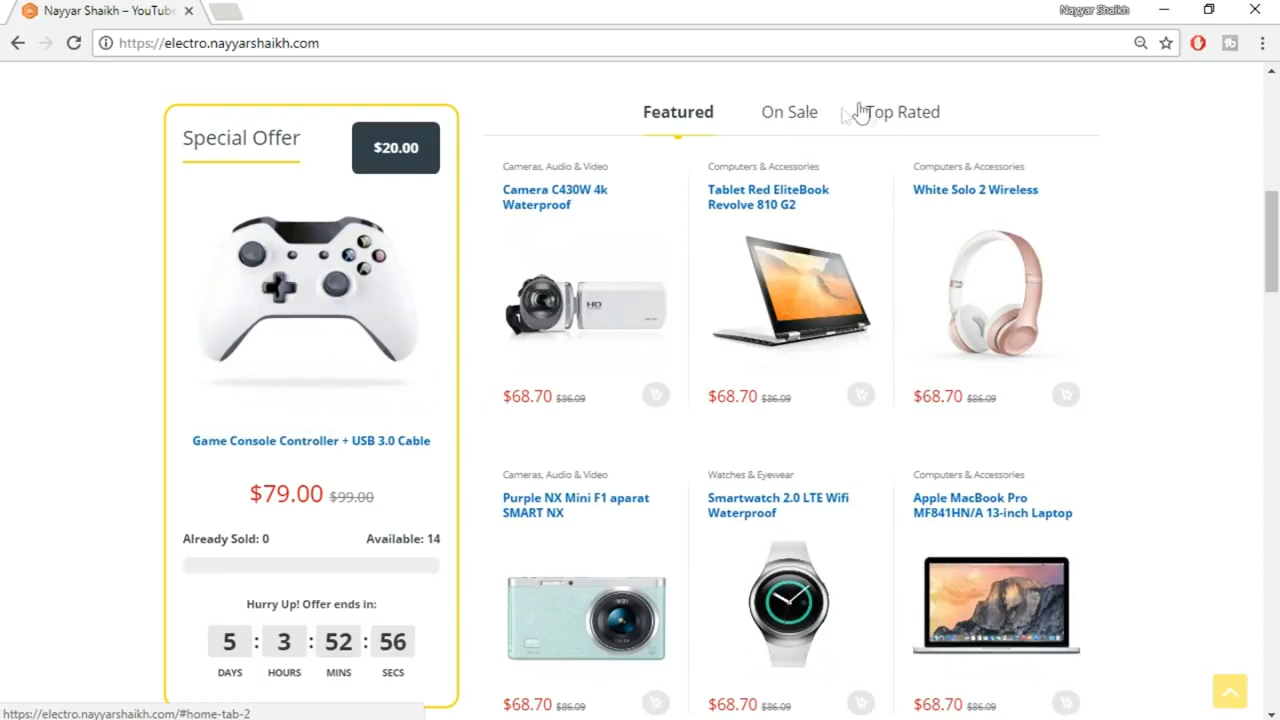 Nayyar Shaikh – YouTube
Nayyar Shaikh
https://electro.nayyarshaikh.com
Special Offer
$20.00
Game Console Controller + USB 3.0 Cable
$79.00 $99.00
Already Sold: 0 Available: 14
Hurry Up! Offer ends in:
5 : 3 : 52 : 56
DAYS HOURS MINS SECS
Featured On Sale Top Rated
Cameras, Audio & Video
Camera C430W 4k
Waterproof
HD
$68.70 $86.09
Computers & Accessories
Tablet Red EliteBook
Revolve 810 G2
$68.70 $86.09
Computers & Accessories
White Solo 2 Wireless
$68.70 $86.09
Cameras, Audio & Video
Purple NX Mini F1 aparat
SMART NX
$68.70 $86.09
Watches & Eyewear
Smartwatch 2.0 LTE Wifi
Waterproof
$68.70 $86.09
Computers & Accessories
Apple MacBook Pro
MF841HN/A 13-inch Laptop
$68.70 $86.09
https://electro.nayyarshaikh.com/#home-tab-2